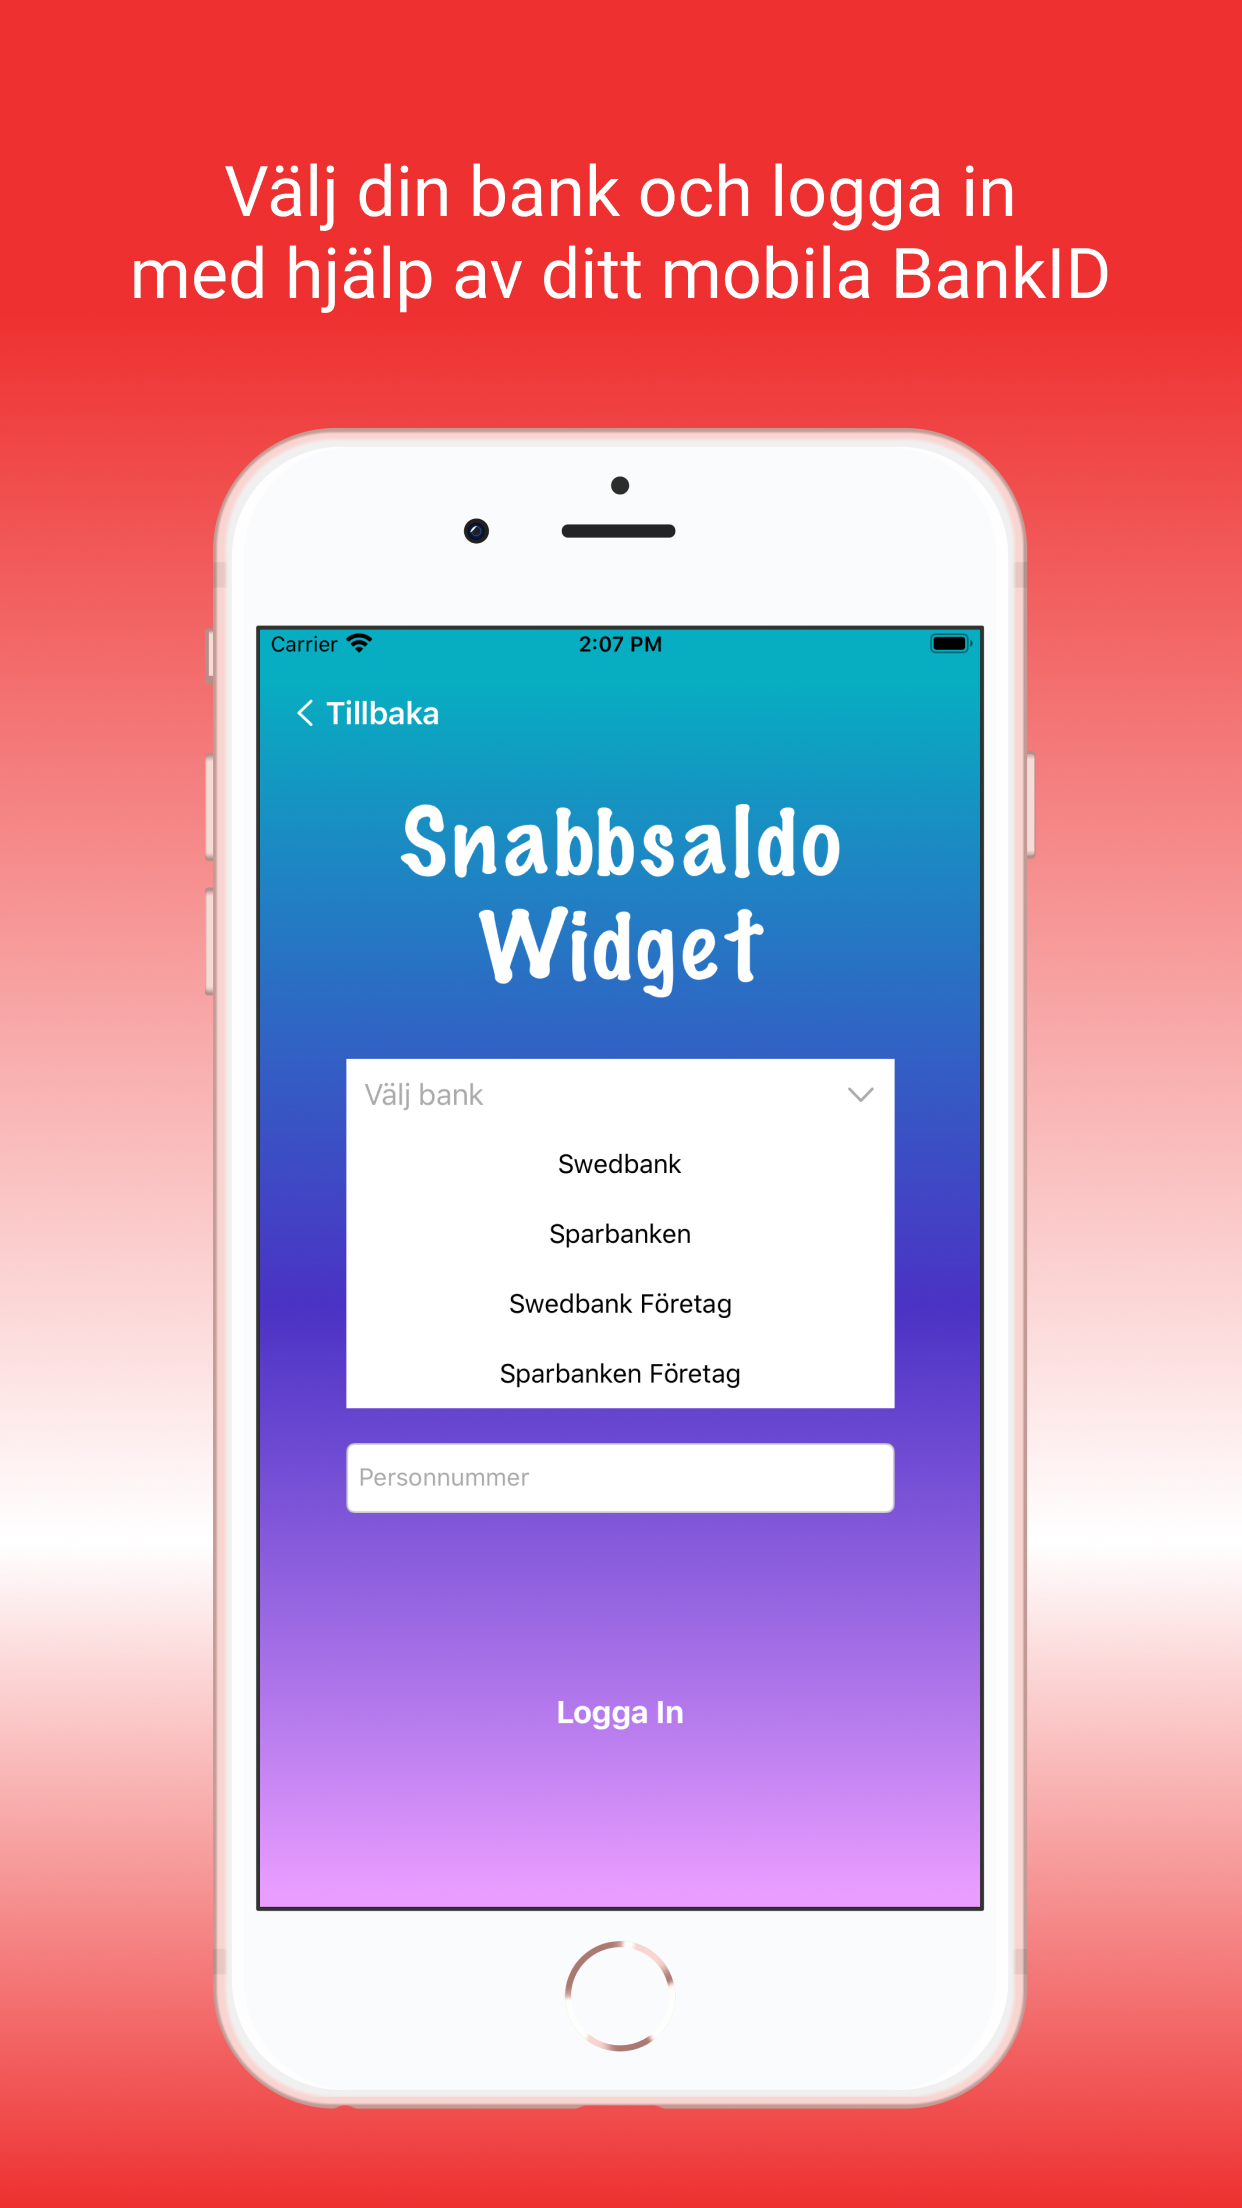 Välj din bank och logga in
med hjälp av ditt mobila BankID
Carrier 2:07 PM
Tillbaka
Snabbsaldo
Widget
Välj bank
Swedbank
Sparbanken
Swedbank Företag
Sparbanken Företag
Personnummer
Logga In